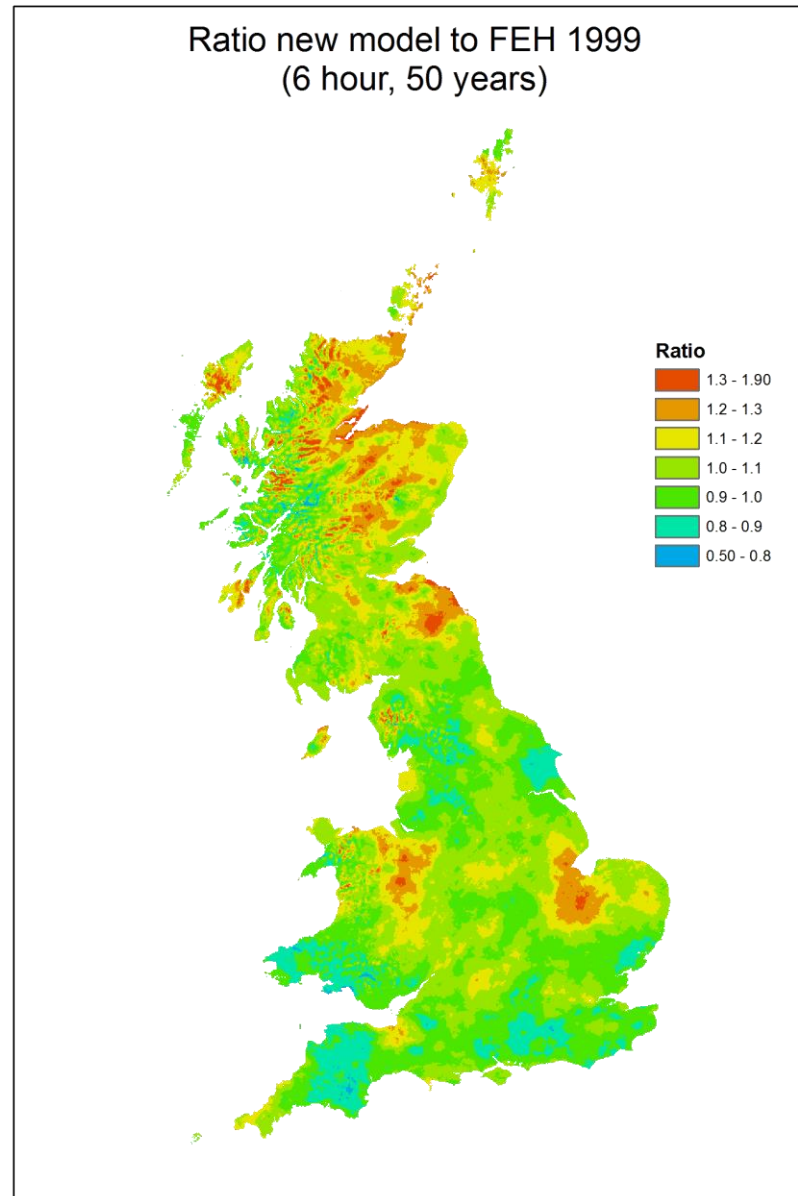 Ratio new model to FEH 1999
(6 hour, 50 years)
Ratio
1.3 - 1.90
1.2 - 1.3
1.1 - 1.2
1.0 - 1.1
0.9 - 1.0
0.8 - 0.9
0.50 - 0.8